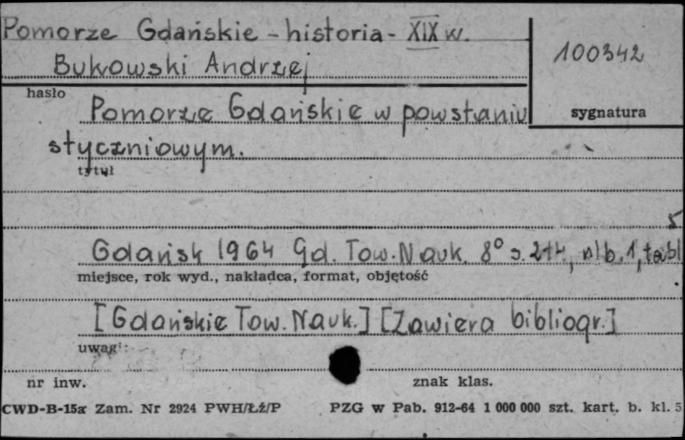 Pomorze Gdańskie - historia - XIX w.
Bukowski Andrzej
100342
hasło
sygnatura
Pomorze Gdańskie w powstaniu
styczniowym.
tytuł
5
Gdańsk 1964 Gd. Tow. Nauk. 8° s. nlb. 1, tabl
miejsce, rok wyd., nakładca, format, objętość
[Gdańskie Tow. Nauk.] [Zawiera bibliogr.]
uwagi:
nr inw. znak klas.
CWD-B-15a Zam. Nr 2924 PWH/Łź/P PZG w Pab. 912-64 1 000 000 szt. kart. b. kl. 5